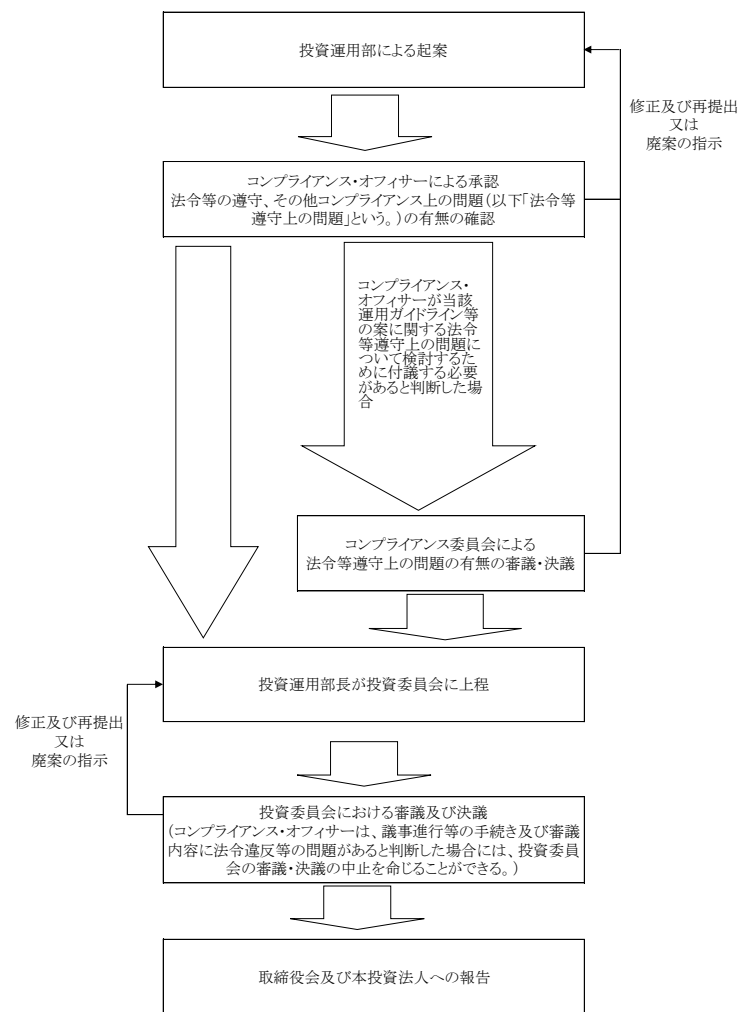 投資運用部による起案
修正及び再提出
又は
廃案の指示
コンプライアンス・オフィサーによる承認
法令等の遵守、その他コンプライアンス上の問題(以下「法令等
遵守上の問題」という。)の有無の確認
コンプライアンス・
オフィサーが当該
運用ガイドライン等
の案に関する法令
等遵守上の問題に
ついて検討するた
めに付議する必要
があると判断した場
合
コンプライアンス委員会による
法令等遵守上の問題の有無の審議・決議
投資運用部長が投資委員会に上程
修正及び再提出
又は
廃案の指示
投資委員会における審議及び決議
(コンプライアンス・オフィサーは、議事進行等の手続き及び審議
内容に法令違反等の問題があると判断した場合には、投資委員
会の審議・決議の中止を命じることができる。)
取締役会及び本投資法人への報告